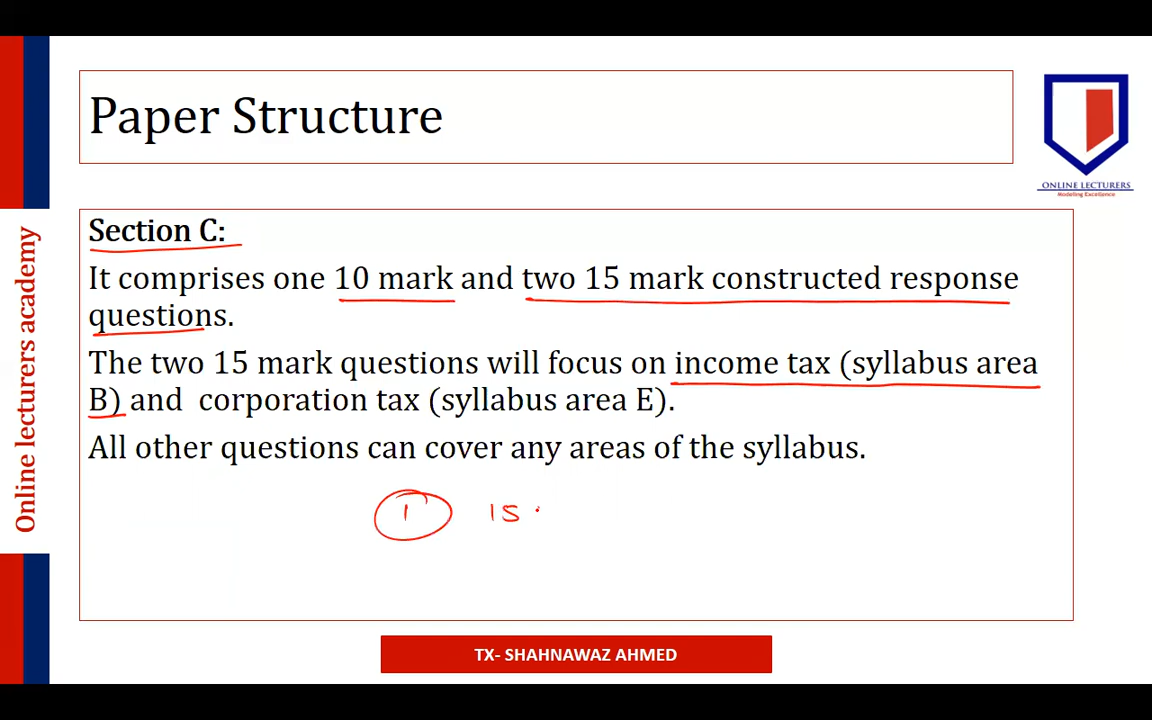 Paper Structure
ONLINE LECTURERS
Modeling Excellence
Online lecturers academy
Section C:
It comprises one 10 mark and two 15 mark constructed response
questions.
The two 15 mark questions will focus on income tax (syllabus area
B) and corporation tax (syllabus area E).
All other questions can cover any areas of the syllabus.
1 15
TX- SHAHNAWAZ AHMED